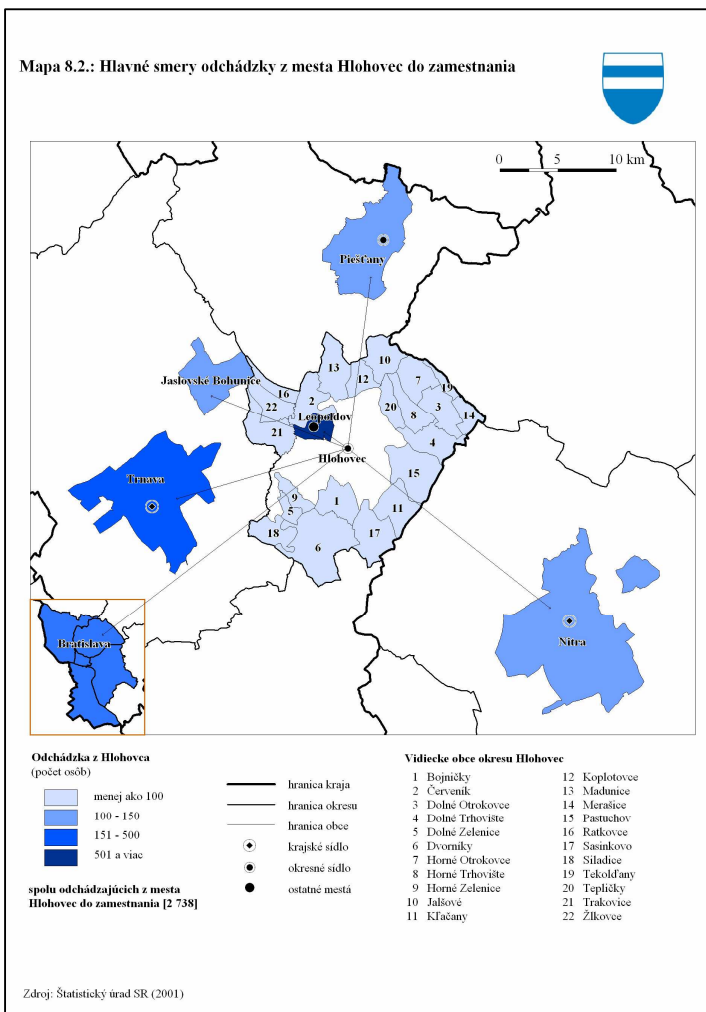 Mapa 8.2.: Hlavné smery odchádzky z mesta Hlohovec do zamestnania
0 5 10 km
Piešťany
13
10
12
7
19
Jaslovské Bohunice
16
2
20
3
22
Leopoldov
8
14
21
4
Hlohovec
15
Trnava
9
1
5
11
18
6
17
Bratislava
Nitra
Odchádzka z Hlohovca
(počet osôb)
menej ako 100
100 - 150
151 - 500
501 a viac
spolu odchádzajúcich z mesta
Hlohovec do zamestnania [2 738]
hranica kraja
hranica okresu
hranica obce
krajské sídlo
okresné sídlo
ostatné mestá
Vidiecke obce okresu Hlohovec
1 Bojničky
2 Červeník
3 Dolné Otrokovce
4 Dolné Trhovište
5 Dolné Zelenice
6 Dvorníky
7 Horné Otrokovce
8 Horné Trhovište
9 Horné Zelenice
10 Jalšové
11 Kľačany
12 Koplotovce
13 Madunice
14 Merašice
15 Pastuchov
16 Ratkovce
17 Sasinkovo
18 Siladice
19 Tekolďany
20 Tepličky
21 Trakovice
22 Žlkovce
Zdroj: Štatistický úrad SR (2001)